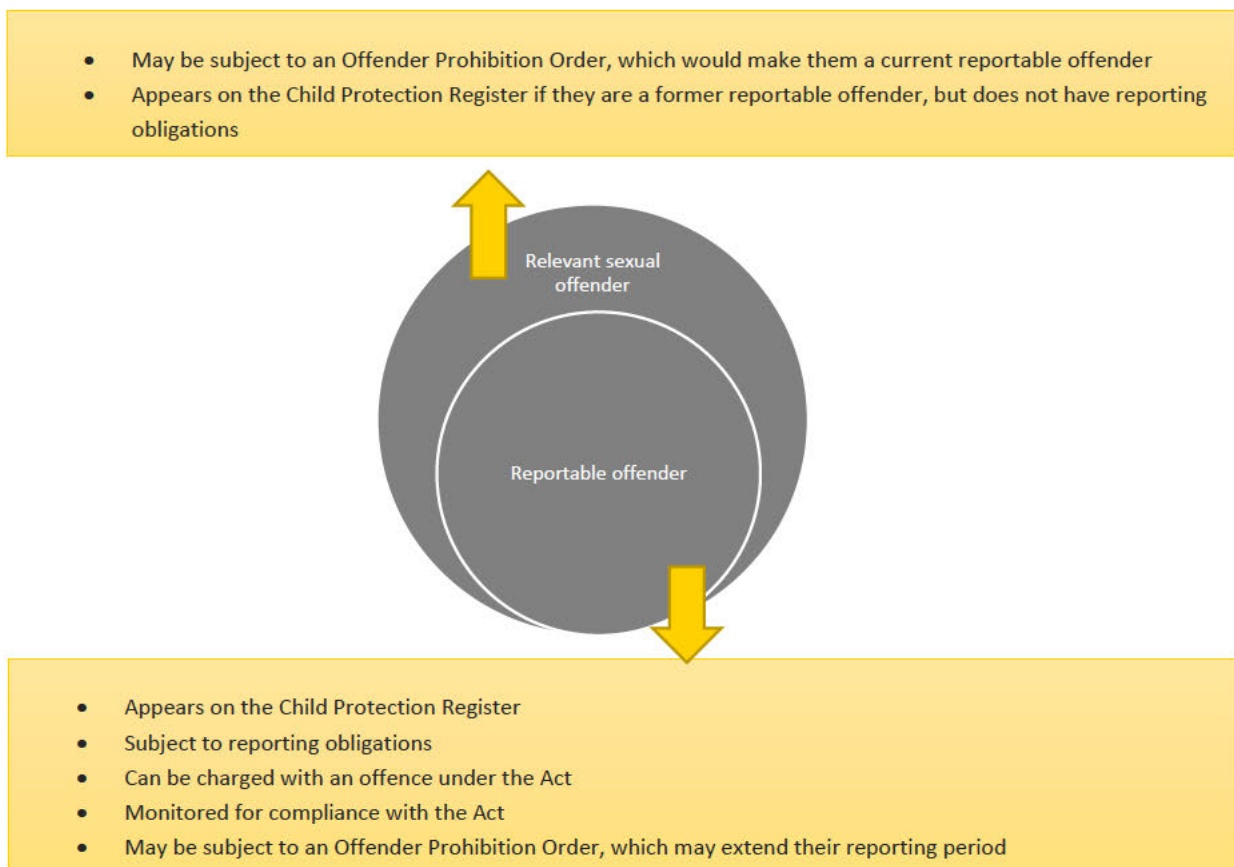 • May be subject to an Offender Prohibition Order, which would make them a current reportable offender
• Appears on the Child Protection Register if they are a former reportable offender, but does not have reporting
obligations
Relevant sexual
offender
Reportable offender
• Appears on the Child Protection Register
• Subject to reporting obligations
• Can be charged with an offence under the Act
• Monitored for compliance with the Act
• May be subject to an Offender Prohibition Order, which may extend their reporting period